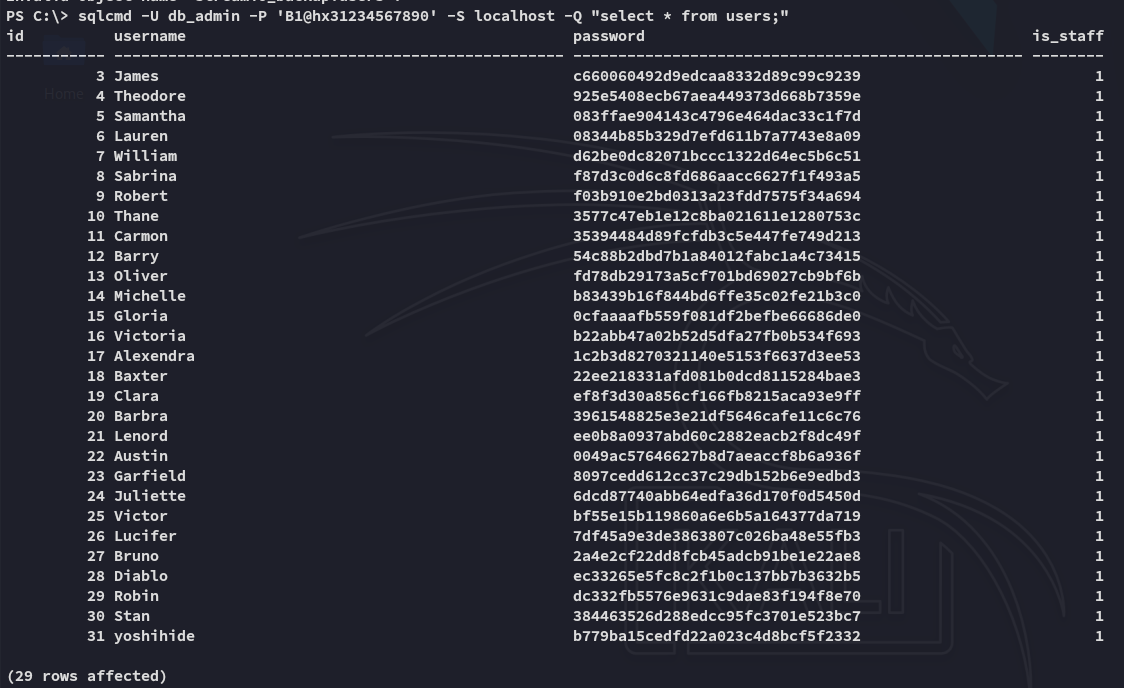 PS C:\> sqlcmd -U db_admin -P 'B1@hx31234567890' -S localhost -Q "select * from users;"
id username password is_staff
----------- -------------------------------------------------- -------------------------------------------------- --------
3 James c660060492d9edcaa8332d89c99c9239 1
4 Theodore 925e5408ecb67aea449373d668b7359e 1
5 Samantha 083ffae904143c4796e464dac33c1f7d 1
6 Lauren 08344b85b329d7efd611b7a7743e8a09 1
7 William d62be0dc82071bccc1322d64ec5b6c51 1
8 Sabrina f87d3c0d6c8fd686aacc6627f1f493a5 1
9 Robert f03b910e2bd0313a23fdd7575f34a694 1
10 Thane 3577c47eb1e12c8ba021611e1280753c 1
11 Carmon 35394484d89fcfdb3c5e447fe749d213 1
12 Barry 54c88b2dbd7b1a84012fabc1a4c73415 1
13 Oliver fd78db29173a5cf701bd69027cb9bf6b 1
14 Michelle b83439b16f844bd6ffe35c02fe21b3c0 1
15 Gloria 0cfaaaafb559f081df2befbe66686de0 1
16 Victoria b22abb47a02b52d5dfa27fb0b534f693 1
17 Alexendra 1c2b3d8270321140e5153f6637d3ee53 1
18 Baxter 22ee218331afd081b0dcd8115284bae3 1
19 Clara ef8f3d30a856cf166fb8215aca93e9ff 1
20 Barbra 3961548825e3e21df5646cafe11c6c76 1
21 Lenord ee0b8a0937abd60c2882eacb2f8dc49f 1
22 Austin 0049ac57646627b8d7aeaccf8b6a936f 1
23 Garfield 8097cedd612cc37c29db152b6e9edbd3 1
24 Juliette 6dcd87740abb64edfa36d170f0d5450d 1
25 Victor bf55e15b119860a6e6b5a164377da719 1
26 Lucifer 7df45a9e3de3863807c026ba48e55fb3 1
27 Bruno 2a4e2cf22dd8fcb45adcb91be1e22ae8 1
28 Diablo ec33265e5fc8c2f1b0c137bb7b3632b5 1
29 Robin dc332fb5576e9631c9dae83f194f8e70 1
30 Stan 384463526d288edcc95fc3701e523bc7 1
31 yoshihide b779ba15cedfd22a023c4d8bcf5f2332 1
(29 rows affected)
Home
KALI